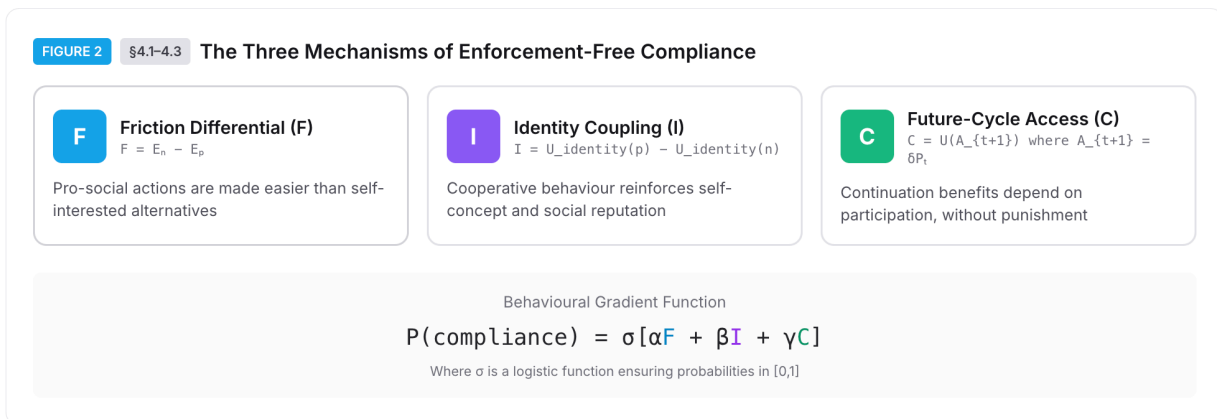 FIGURE 2 §4.1–4.3 The Three Mechanisms of Enforcement-Free Compliance
F
Friction Differential (F)
F = Eₙ − Eₚ
Pro-social actions are made easier than self-
interested alternatives
I
Identity Coupling (I)
I = U_identity(p) − U_identity(n)
Cooperative behaviour reinforces self-
concept and social reputation
C
Future-Cycle Access (C)
C = U(A_{t+1}) where A_{t+1} =
δPₜ
Continuation benefits depend on
participation, without punishment
Behavioural Gradient Function
P(compliance) = σ[αF + βI + γC]
Where σ is a logistic function ensuring probabilities in [0,1]